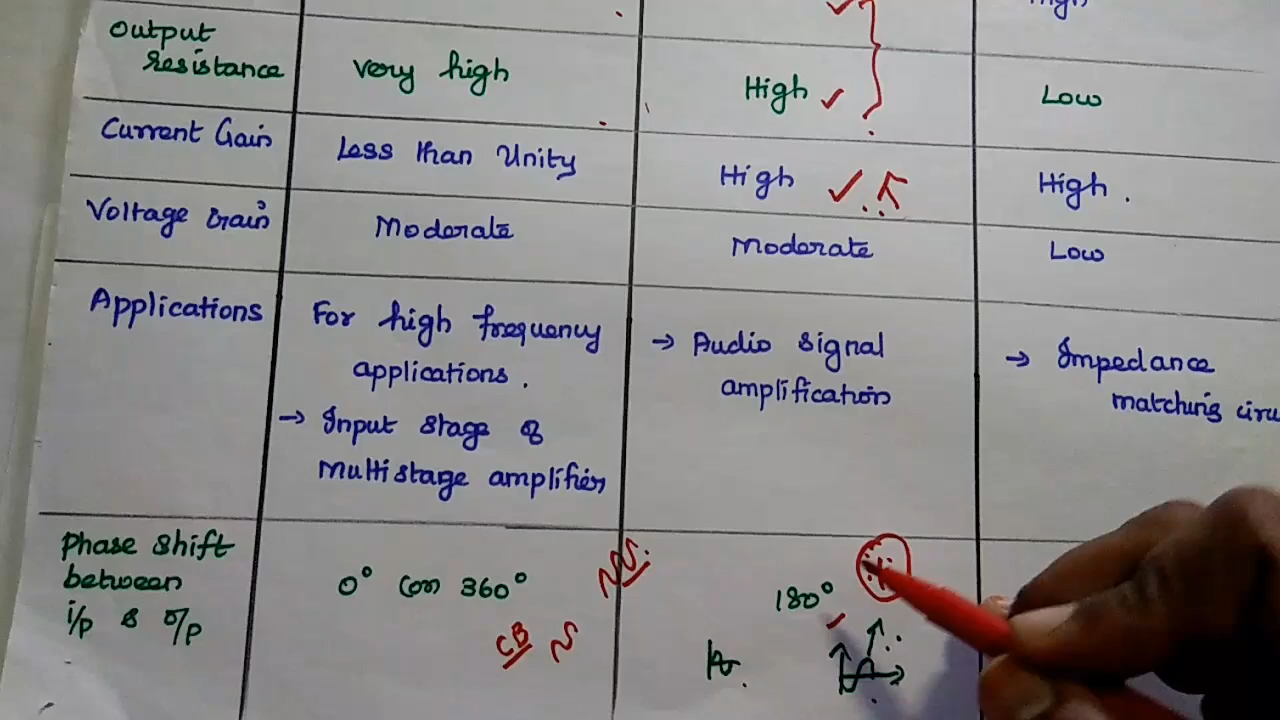 Output
resistance
very high
High
Low
Current Gain
Less than Unity
High
High.
Voltage Gain
Moderate
Moderate
Low
Applications
For high frequency
applications.
→ Input stage of
Multistage amplifier
→ Audio signal
amplification
→ Impedance
matching circu
Phase shift
between
i/p & o/p
0° (or) 360°
CB
180°